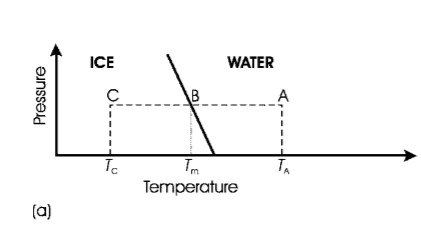 ICE WATER
Pressure
C B A
T_C T_m T_A
Temperature
(a)